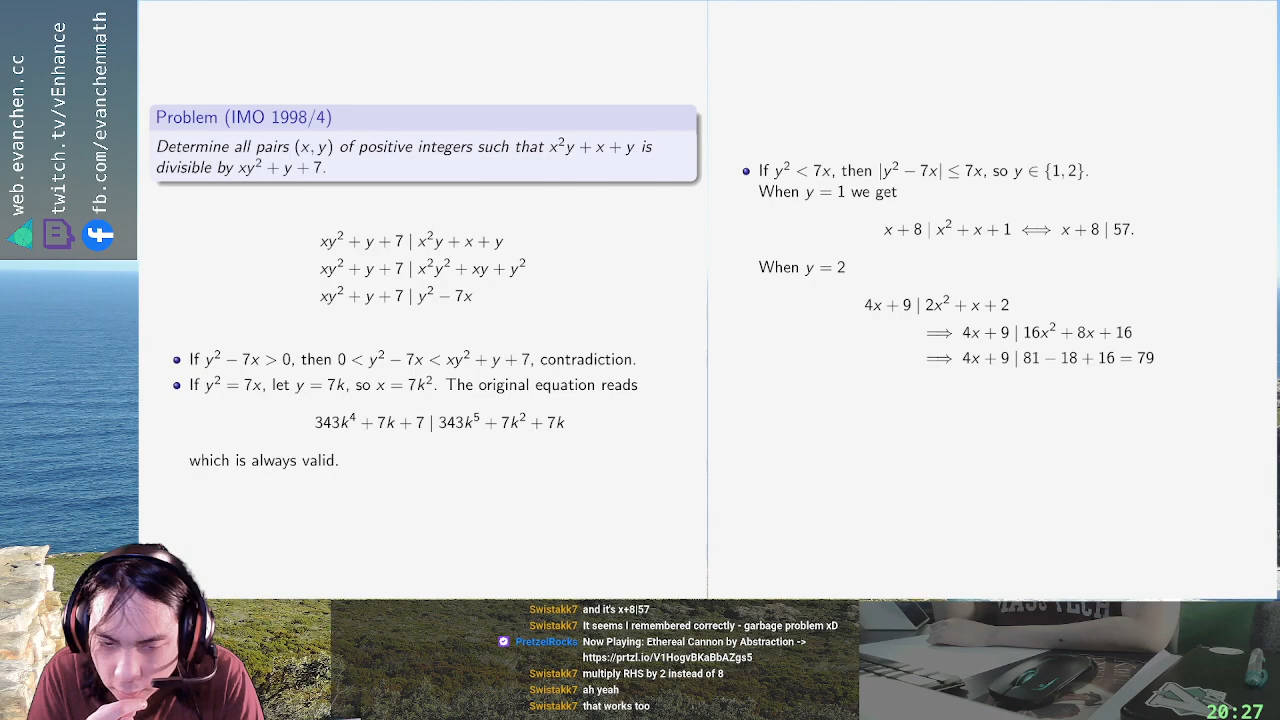 web.evanchen.cc
twitch.tv/vEnhance
fb.com/evanchenmath
Problem (IMO 1998/4)
Determine all pairs (x, y) of positive integers such that x²y + x + y is
divisible by xy² + y + 7.
xy² + y + 7 | x²y + x + y
xy² + y + 7 | x²y² + xy + y²
xy² + y + 7 | y² − 7x
• If y² − 7x > 0, then 0 < y² − 7x < xy² + y + 7, contradiction.
• If y² = 7x, let y = 7k, so x = 7k². The original equation reads
343k⁴ + 7k + 7 | 343k⁵ + 7k² + 7k
which is always valid.
• If y² < 7x, then |y² − 7x| ≤ 7x, so y ∈ {1, 2}.
When y = 1 we get
x + 8 | x² + x + 1 ⟺ x + 8 | 57.
When y = 2
4x + 9 | 2x² + x + 2
⟹ 4x + 9 | 16x² + 8x + 16
⟹ 4x + 9 | 81 − 18 + 16 = 79
Swistakk7 and it's x+8|57
Swistakk7 It seems I remembered correctly - garbage problem xD
PretzelRocks Now Playing: Ethereal Cannon by Abstraction ->
https://prtzl.io/V1HogvBKaBbAZgs5
Swistakk7 multiply RHS by 2 instead of 8
Swistakk7 ah yeah
Swistakk7 that works too
20:27